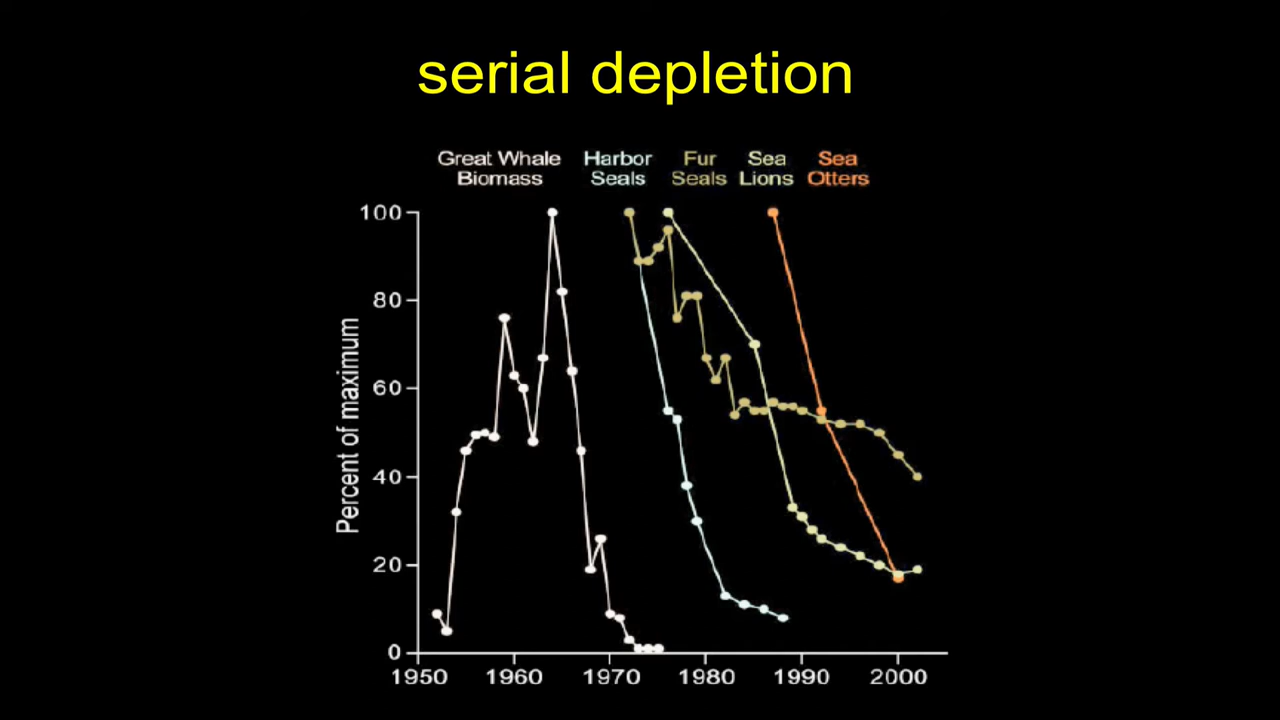 serial depletion
Great Whale Biomass
Harbor Seals
Fur Seals
Sea Lions
Sea Otters
Percent of maximum
100
80
60
40
20
0
1950 1960 1970 1980 1990 2000